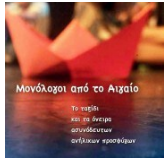 Μονόλογοι από το Αιγαίο
Το ταξίδι
και τα όνειρα
ασυνόδευτων
ανήλικων προσφύγων